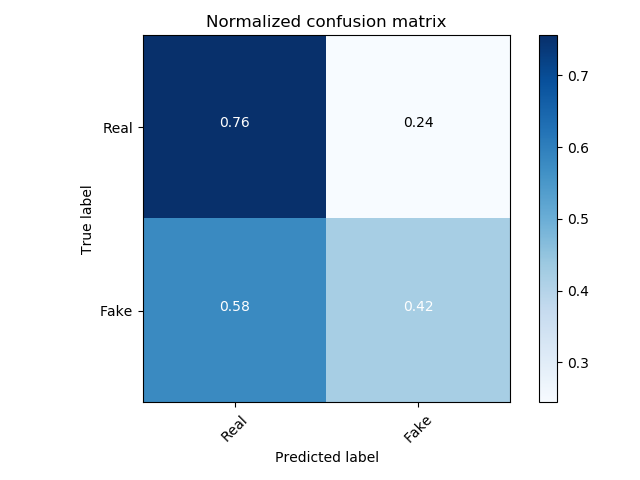 Normalized confusion matrix
Real
0.76
0.24
Fake
0.58
0.42
Real
Fake
True label
Predicted label
0.7
0.6
0.5
0.4
0.3